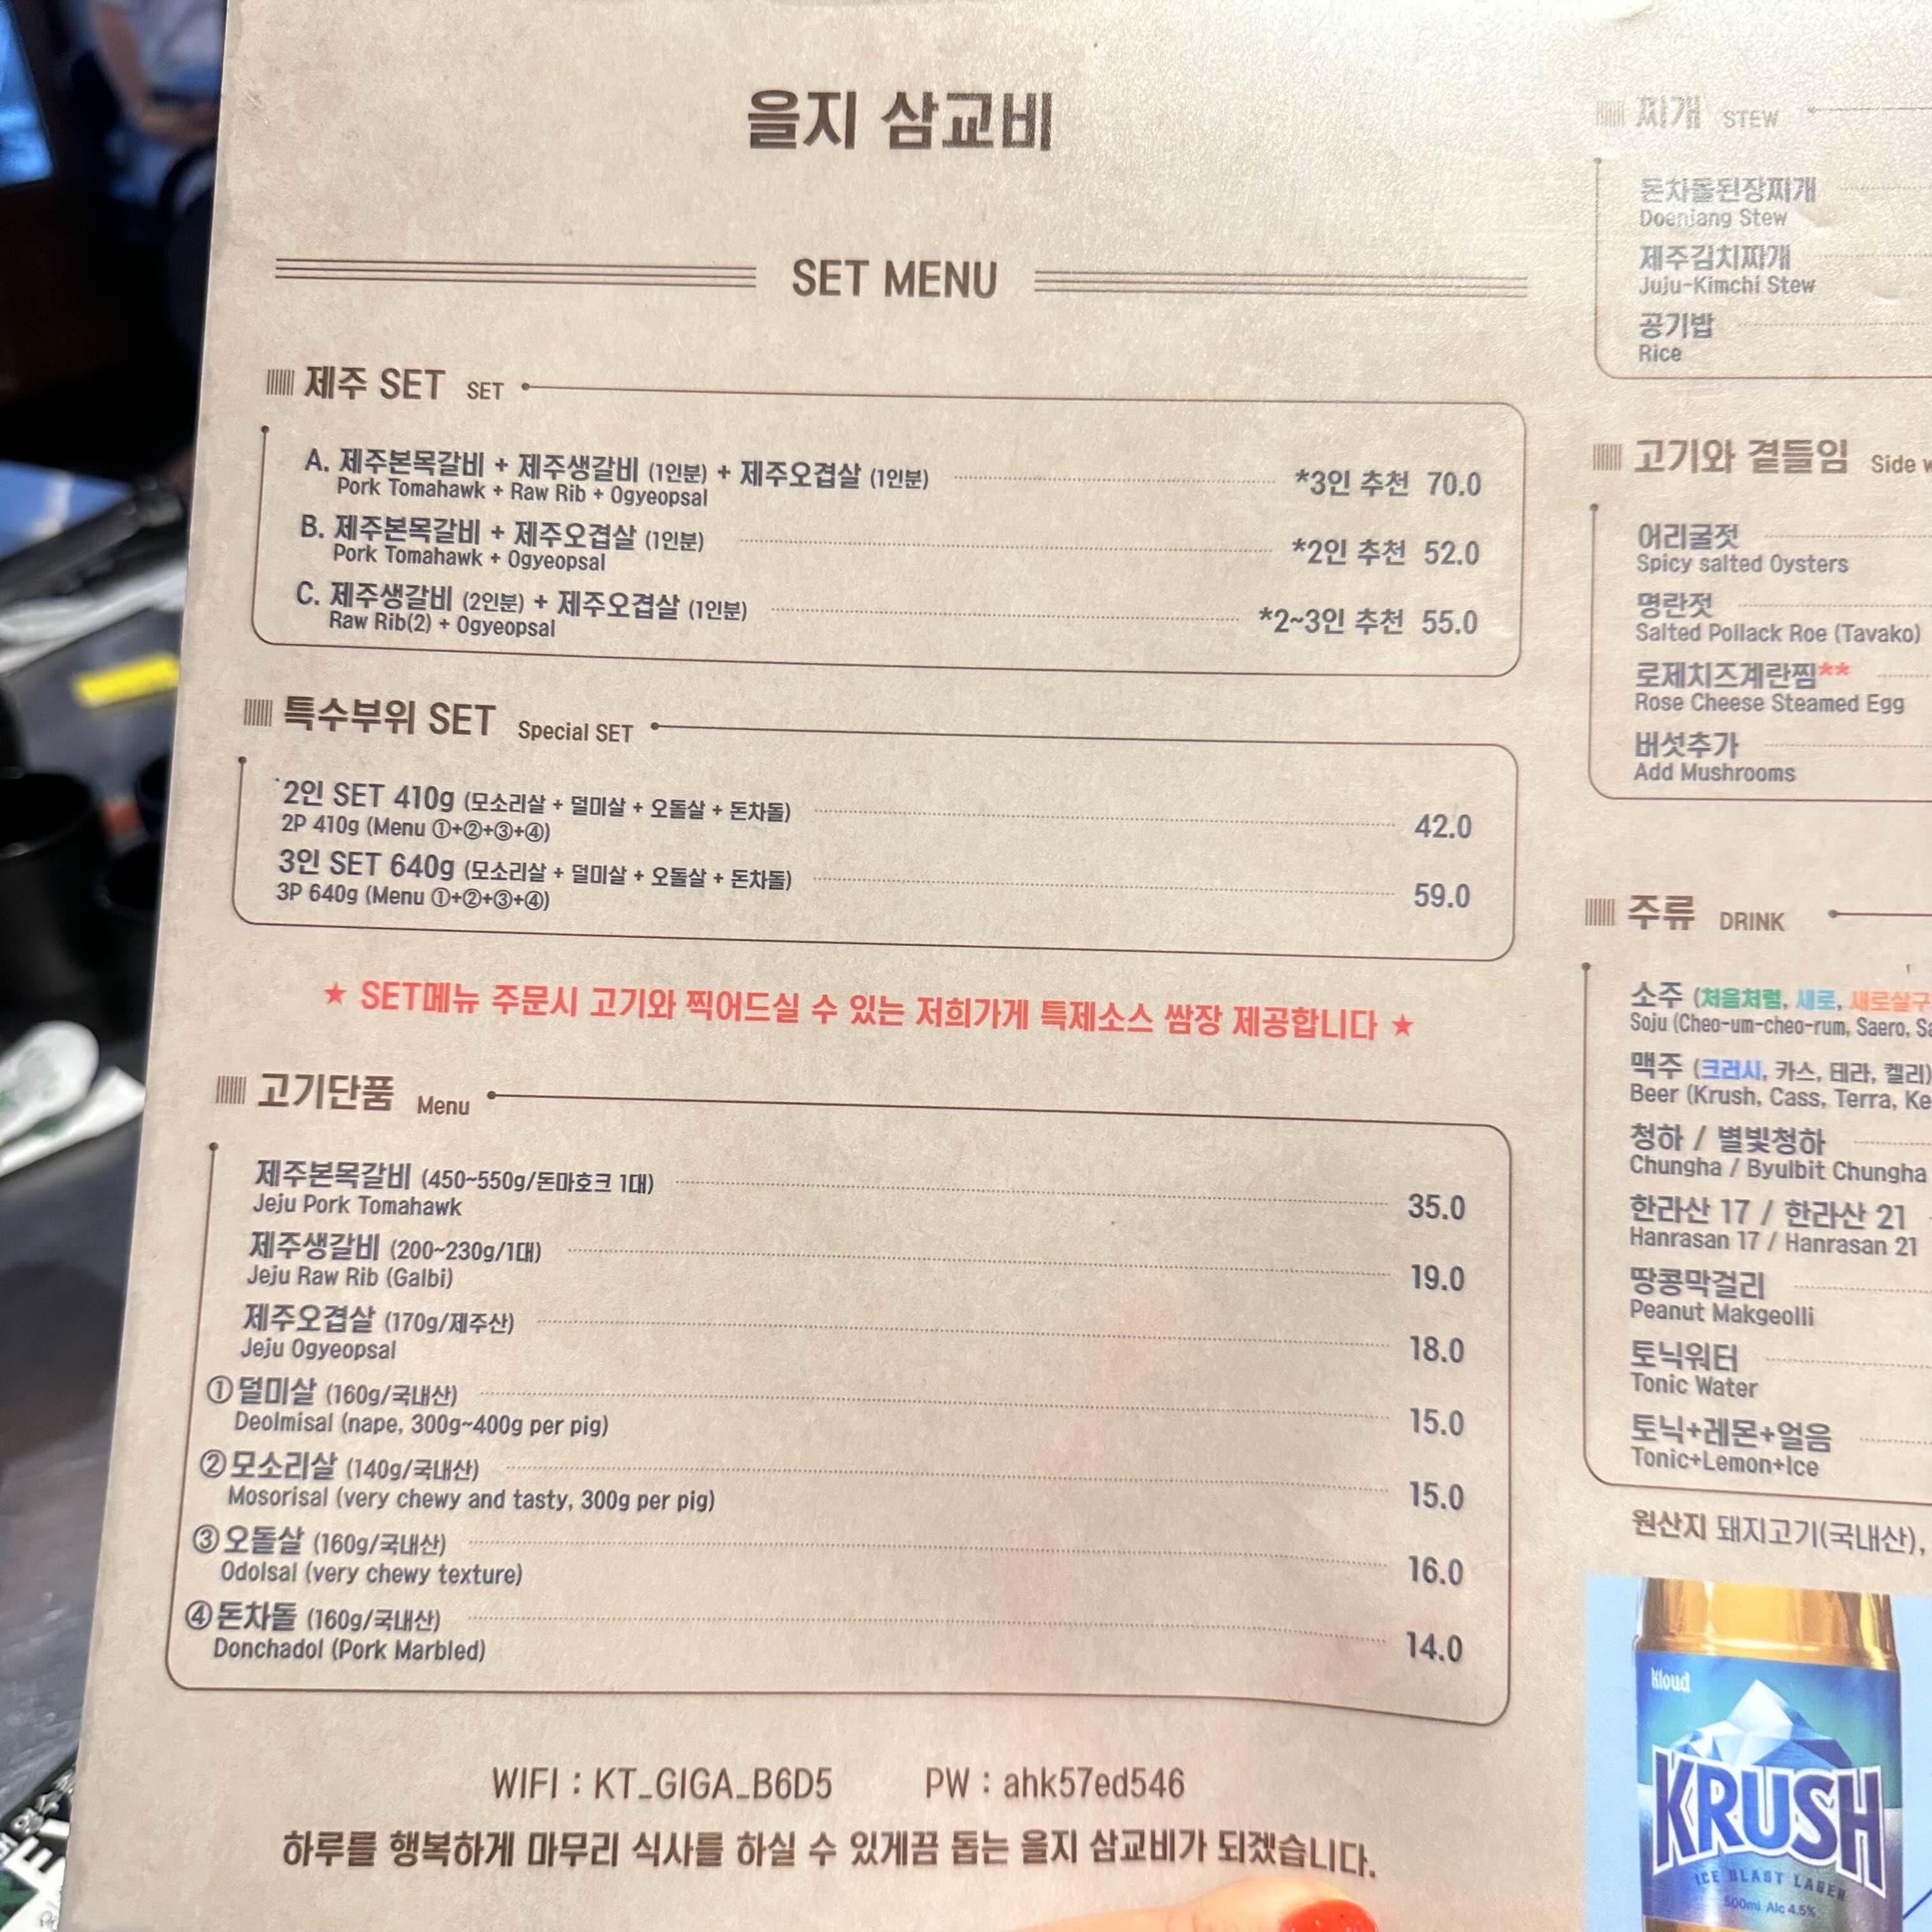 을지 삼교비
SET MENU
제주 SET SET
A. 제주본목갈비 + 제주생갈비 (1인분) + 제주오겹살 (1인분) *3인 추천 70.0
Pork Tomahawk + Raw Rib + Ogyeopsal
B. 제주본목갈비 + 제주오겹살 (1인분) *2인 추천 52.0
Pork Tomahawk + Ogyeopsal
C. 제주생갈비 (2인분) + 제주오겹살 (1인분) *2~3인 추천 55.0
Raw Rib(2) + Ogyeopsal
특수부위 SET Special SET
2인 SET 410g (모소리살 + 덜미살 + 오돌살 + 돈차돌) 42.0
2P 410g (Menu ①+②+③+④)
3인 SET 640g (모소리살 + 덜미살 + 오돌살 + 돈차돌) 59.0
3P 640g (Menu ①+②+③+④)
★ SET메뉴 주문시 고기와 찍어드실 수 있는 저희가게 특제소스 쌈장 제공합니다 ★
고기단품 Menu
제주본목갈비 (450~550g/돈마호크 1대) 35.0
Jeju Pork Tomahawk
제주생갈비 (200~230g/1대) 19.0
Jeju Raw Rib (Galbi)
제주오겹살 (170g/제주산) 18.0
Jeju Ogyeopsal
①덜미살 (160g/국내산) 15.0
Deolmisal (nape, 300g~400g per pig)
②모소리살 (140g/국내산) 15.0
Mosorisal (very chewy and tasty, 300g per pig)
③오돌살 (160g/국내산) 16.0
Odolsal (very chewy texture)
④돈차돌 (160g/국내산) 14.0
Donchadol (Pork Marbled)
WIFI : KT_GIGA_B6D5 PW : ahk57ed546
하루를 행복하게 마무리 식사를 하실 수 있게끔 돕는 을지 삼교비가 되겠습니다.
찌개 STEW
돈차돌된장찌개
Doenjang Stew
제주김치찌개
Juju-Kimchi Stew
공기밥
Rice
고기와 곁들임 Side
어리굴젓
Spicy salted Oysters
명란젓
Salted Pollack Roe (Tavako)
로제치즈계란찜**
Rose Cheese Steamed Egg
버섯추가
Add Mushrooms
주류 DRINK
소주 (처음처럼, 새로, 새로살구
Soju (Cheo-um-cheo-rum, Saero,
맥주 (크러시, 카스, 테라, 켈리)
Beer (Krush, Cass, Terra,
청하 / 별빛청하
Chungha / Byulbit Chungha
한라산 17 / 한라산 21
Hanrasan 17 / Hanrasan 21
땅콩막걸리
Peanut Makgeolli
토닉워터
Tonic Water
토닉+레몬+얼음
Tonic+Lemon+Ice
원산지 돼지고기(국내산),
kloud
KRUSH
ICE BLAST LAGER
500ml Alc 4.5%